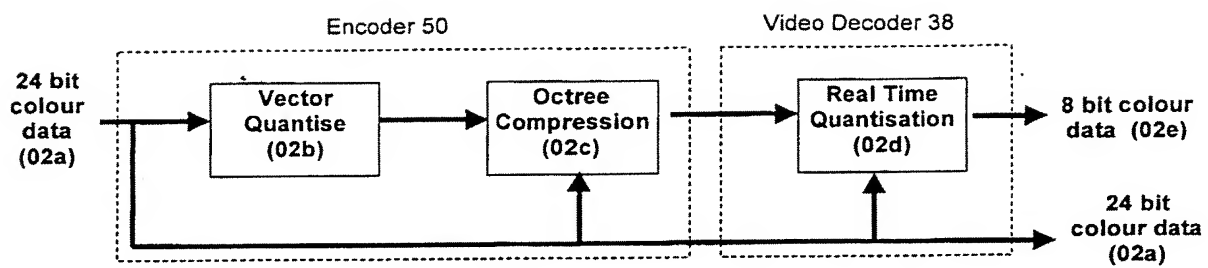 Encoder 50
Video Decoder 38
24 bit
colour
data
(02a)
Vector
Quantise
(02b)
Octree
Compression
(02c)
Real Time
Quantisation
(02d)
8 bit colour
data (02e)
24 bit
colour data
(02a)